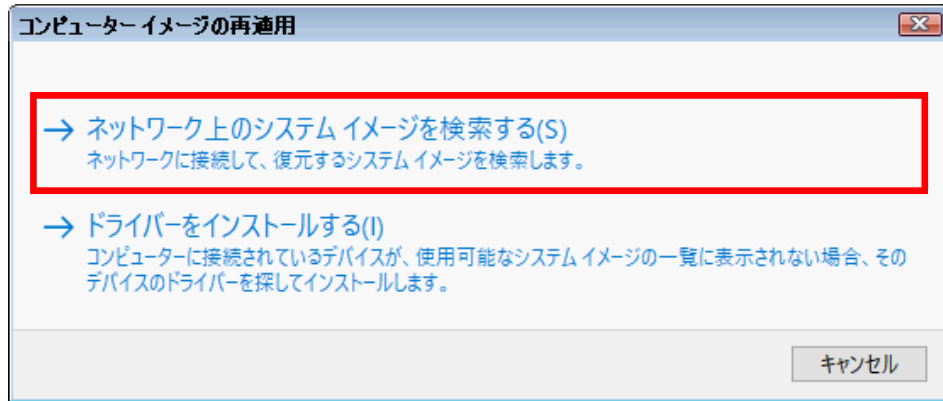 コンピューター イメージの再適用
→ ネットワーク上のシステム イメージを検索する(S)
ネットワークに接続して、復元するシステム イメージを検索します。
→ ドライバーをインストールする(I)
コンピューターに接続されているデバイスが、使用可能なシステム イメージの一覧に表示されない場合、その
デバイスのドライバーを探してインストールします。
キャンセル